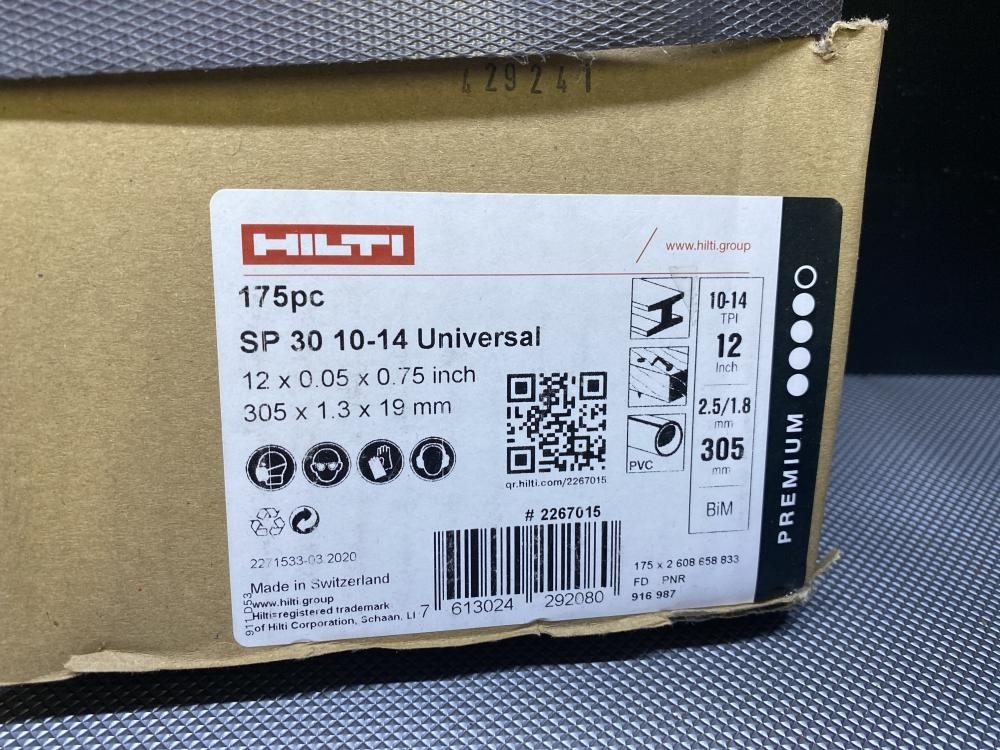 429241
HILTI
www.hilti.group
175pc
SP 30 10-14 Universal
12 x 0.05 x 0.75 inch
305 x 1.3 x 19 mm
qr.hilti.com/2267015
# 2267015
PVC
10-14
TPI
12
Inch
2.5/1.8
mm
305
mm
BiM
PREMIUM
2271533-03.2020
Made in Switzerland
www.hilti.group
Hilti=registered trademark
of Hilti Corporation, Schaan, LI
911 D53
7 613024 292080
175 x 2 608 658 833
FD PNR
916 987